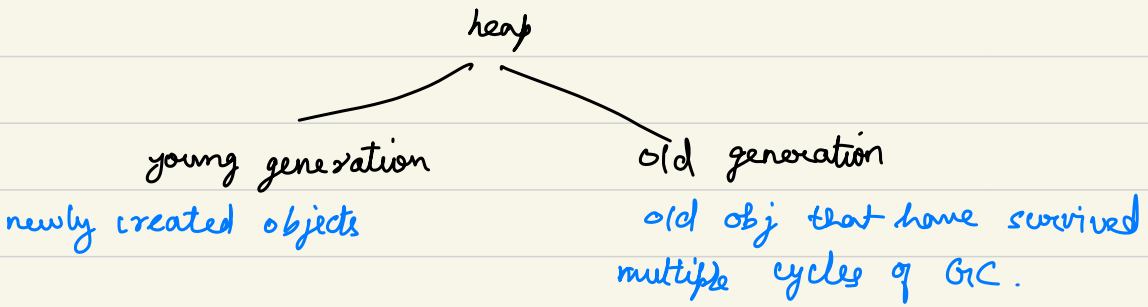 heap
young generation
old generation
newly created objects
old obj that have survived
multiple cycles of GC.